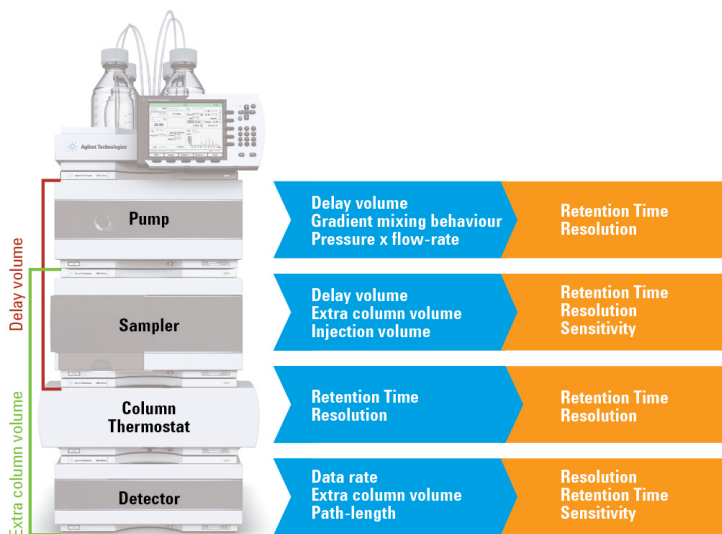 Agilent Technologies
Pump
Delay volume
Gradient mixing behaviour
Pressure x flow-rate
Retention Time
Resolution
Delay volume
Sampler
Delay volume
Extra column volume
Injection volume
Retention Time
Resolution
Sensitivity
Column
Thermostat
Retention Time
Resolution
Retention Time
Resolution
Extra column volume
Detector
Data rate
Extra column volume
Path-length
Resolution
Retention Time
Sensitivity